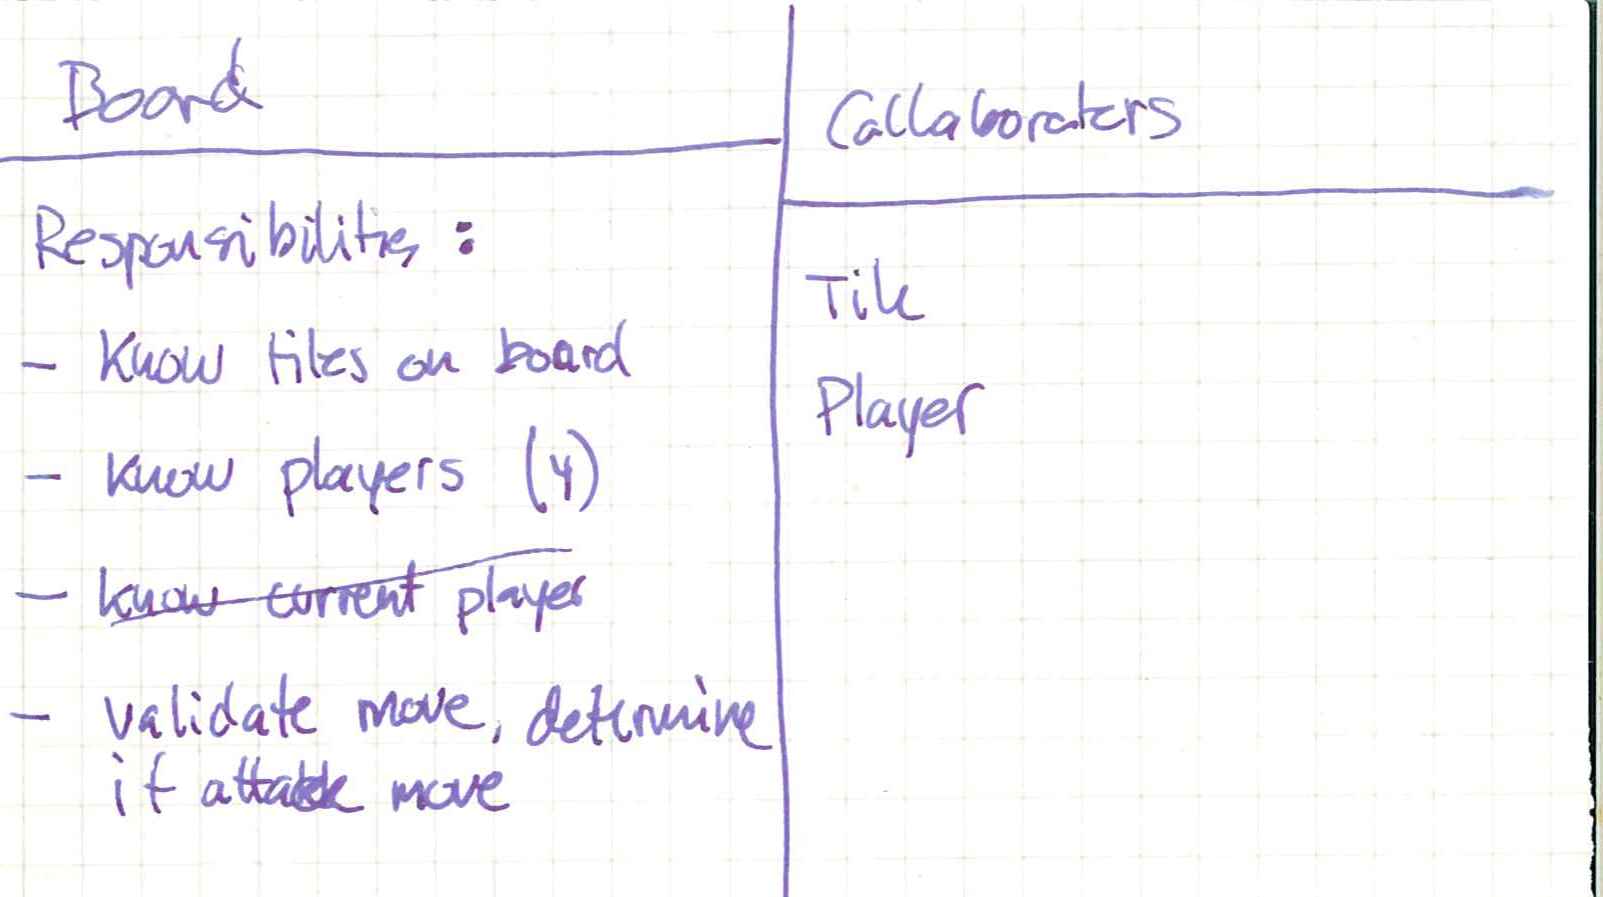 Board
Responsibilities :
- Know tiles on board
- know players (4)
- know current player
- validate move, determine
if attack move
Collaboraters
Tile
Player